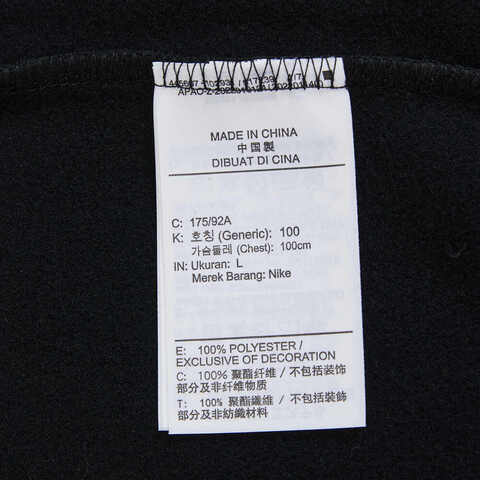 MADE IN CHINA
中国製
DIBUAT DI CINA
C: 175/92A
K: 호칭 (Generic): 100
가슴둘레 (Chest): 100cm
IN: Ukuran: L
Merek Barang: Nike
E: 100% POLYESTER /
EXCLUSIVE OF DECORATION
C: 100% 聚酯纤维 / 不包括装饰
部分及非纤维物质
T: 100% 聚酯纖維 / 不包括裝飾
部分及非紡織材料